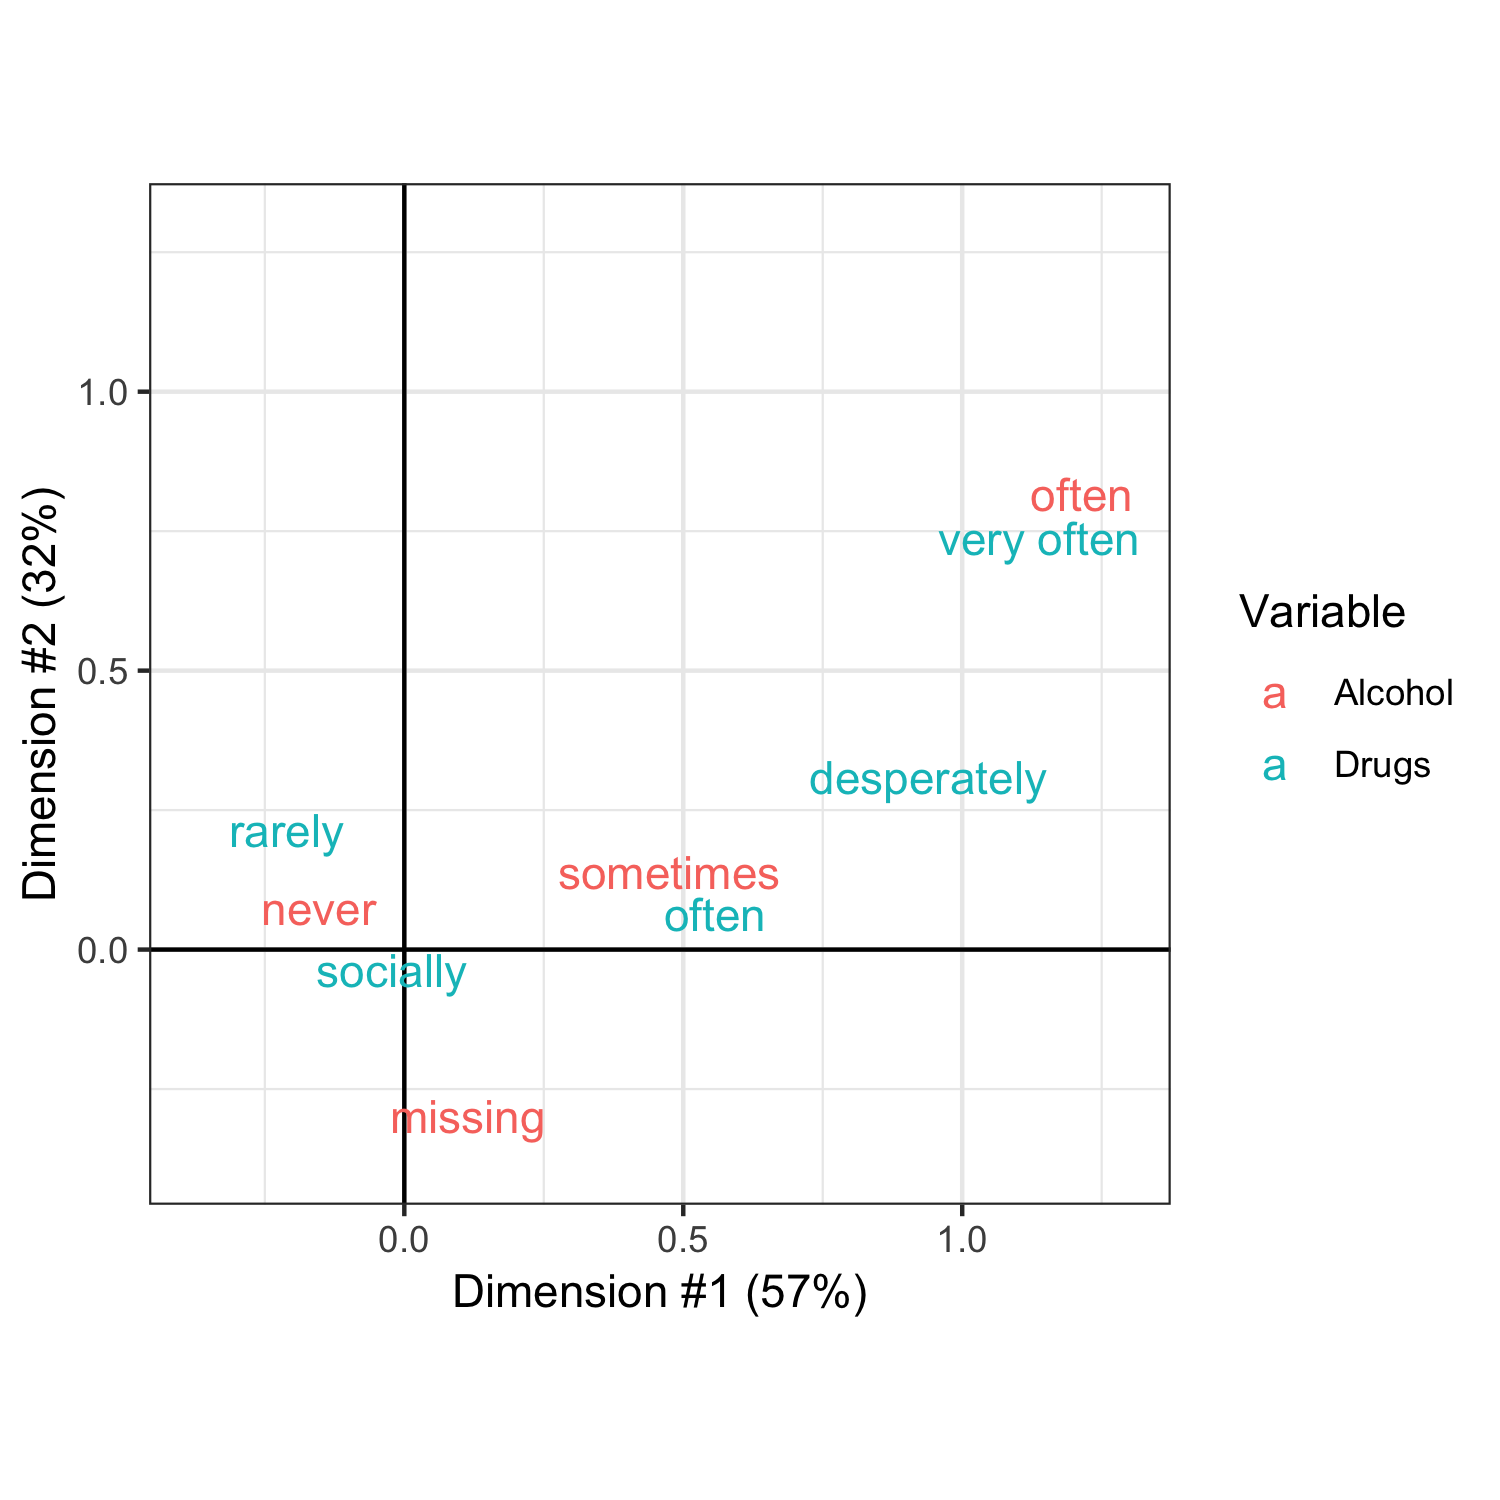 1.0
often
very often
Dimension #2 (32%)
0.5
desperately
rarely
sometimes
never
often
0.0
socially
missing
0.0 0.5 1.0
Dimension #1 (57%)
Variable
a Alcohol
a Drugs